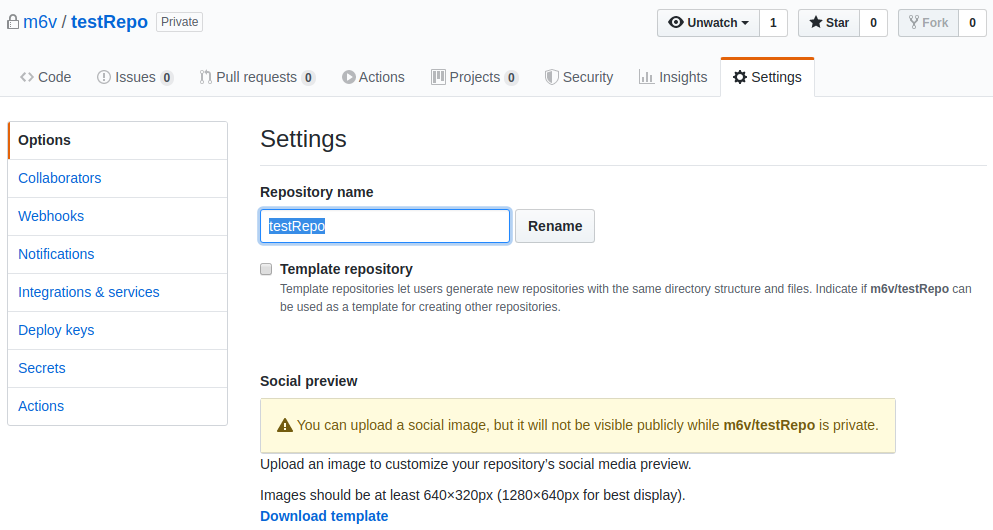 m6v / testRepo Private Unwatch 1 Star 0 Fork 0
Code Issues 0 Pull requests 0 Actions Projects 0 Security Insights Settings
Options
Collaborators
Webhooks
Notifications
Integrations & services
Deploy keys
Secrets
Actions
Settings
Repository name
testRepo Rename
Template repository
Template repositories let users generate new repositories with the same directory structure and files. Indicate if m6v/testRepo can
be used as a template for creating other repositories.
Social preview
You can upload a social image, but it will not be visible publicly while m6v/testRepo is private.
Upload an image to customize your repository's social media preview.
Images should be at least 640×320px (1280×640px for best display).
Download template